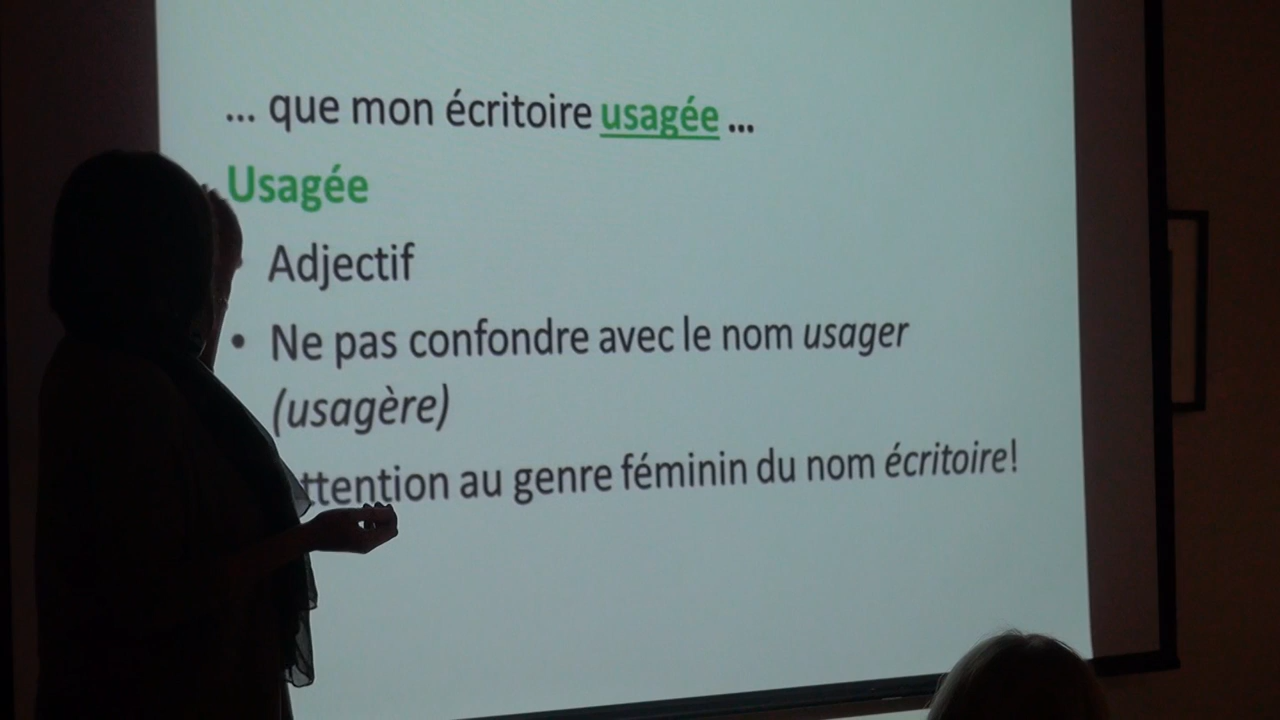 ... que mon écritoire usagée ...
Usagée
Adjectif
• Ne pas confondre avec le nom usager
(usagère)
ttention au genre féminin du nom écritoire!